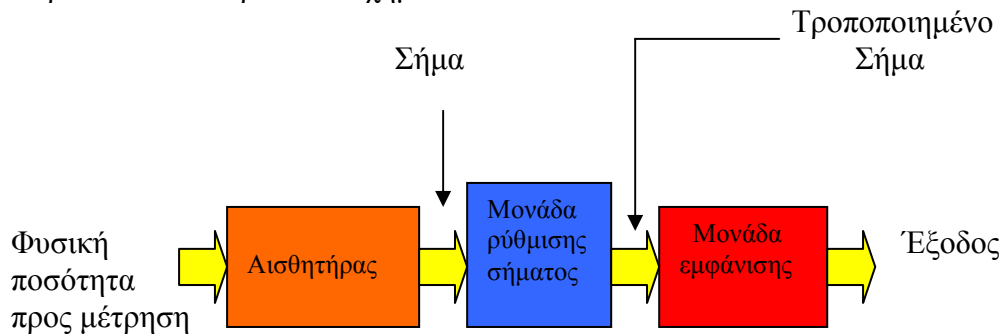 Τροποποιημένο
Σήμα
Σήμα
Φυσική
ποσότητα
προς μέτρηση
Αισθητήρας
Μονάδα
ρύθμισης
σήματος
Μονάδα
εμφάνισης
Έξοδος